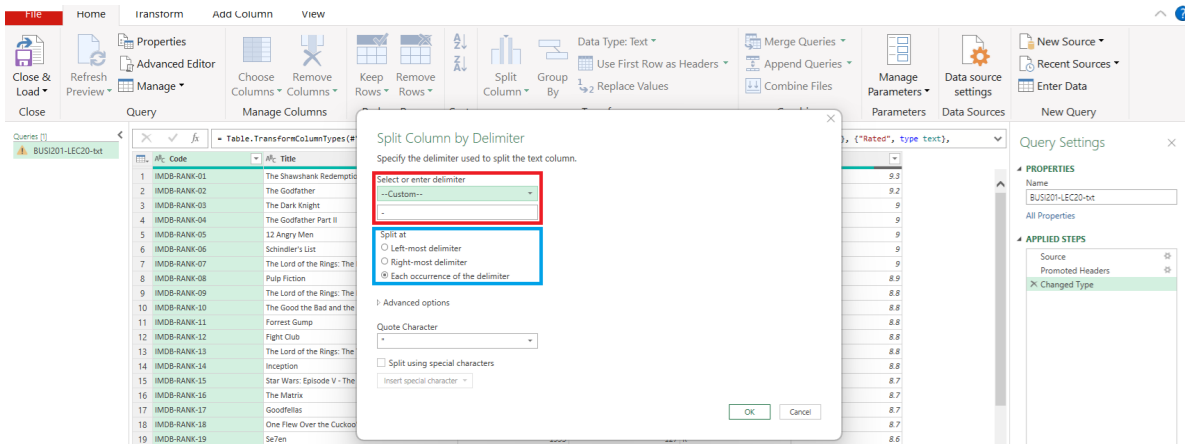 File Home Transform Add Column View
Properties
Advanced Editor
Manage
Close & Load
Refresh Preview
Close
Query
Choose Columns
Remove Columns
Manage Columns
Keep Rows
Remove Rows
Split Column
Group By
Data Type: Text
Use First Row as Headers
Replace Values
Merge Queries
Append Queries
Combine Files
Manage Parameters
Parameters
Data source settings
Data Sources
New Source
Recent Sources
Enter Data
New Query
Queries [1]
BUSI201-LEC20-txt
fx
= Table.TransformColumnTypes(#"
}, {"Rated", type text},
Code Title
1 IMDB-RANK-01 The Shawshank Redemptio
9.3
2 IMDB-RANK-02 The Godfather
9.2
3 IMDB-RANK-03 The Dark Knight
9
4 IMDB-RANK-04 The Godfather Part II
9
5 IMDB-RANK-05 12 Angry Men
9
6 IMDB-RANK-06 Schindler's List
9
7 IMDB-RANK-07 The Lord of the Rings: The
9
8 IMDB-RANK-08 Pulp Fiction
8.9
9 IMDB-RANK-09 The Lord of the Rings: The
8.8
10 IMDB-RANK-10 The Good the Bad and the
8.8
11 IMDB-RANK-11 Forrest Gump
8.8
12 IMDB-RANK-12 Fight Club
8.8
13 IMDB-RANK-13 The Lord of the Rings: The
8.8
14 IMDB-RANK-14 Inception
8.8
15 IMDB-RANK-15 Star Wars: Episode V - The
8.7
16 IMDB-RANK-16 The Matrix
8.7
17 IMDB-RANK-17 Goodfellas
8.7
18 IMDB-RANK-18 One Flew Over the Cuckoo
8.7
19 IMDB-RANK-19 Se7en
8.6
Split Column by Delimiter
Specify the delimiter used to split the text column.
Select or enter delimiter
--Custom--
-
Split at
Left-most delimiter
Right-most delimiter
Each occurrence of the delimiter
Advanced options
Quote Character
"
Split using special characters
Insert special character
OK
Cancel
Query Settings
PROPERTIES
Name
BUSI201-LEC20-txt
All Properties
APPLIED STEPS
Source
Promoted Headers
Changed Type